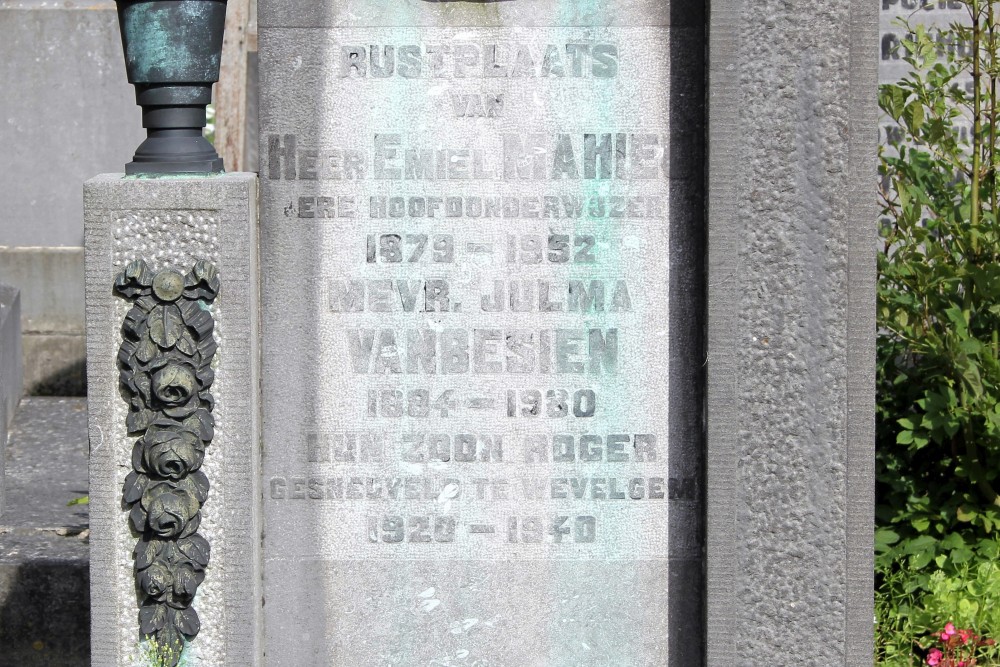 RUSTPLAATS
VAN
HEER EMIEL MAHIEU
ERE HOOFDONDERWIJZER
1879 - 1952
MEVR. JULMA
VANBESIEN
1884 - 1980
HUN ZOON ROGER
GESNEUVELD TE WEVELGEM
1920 - 1940